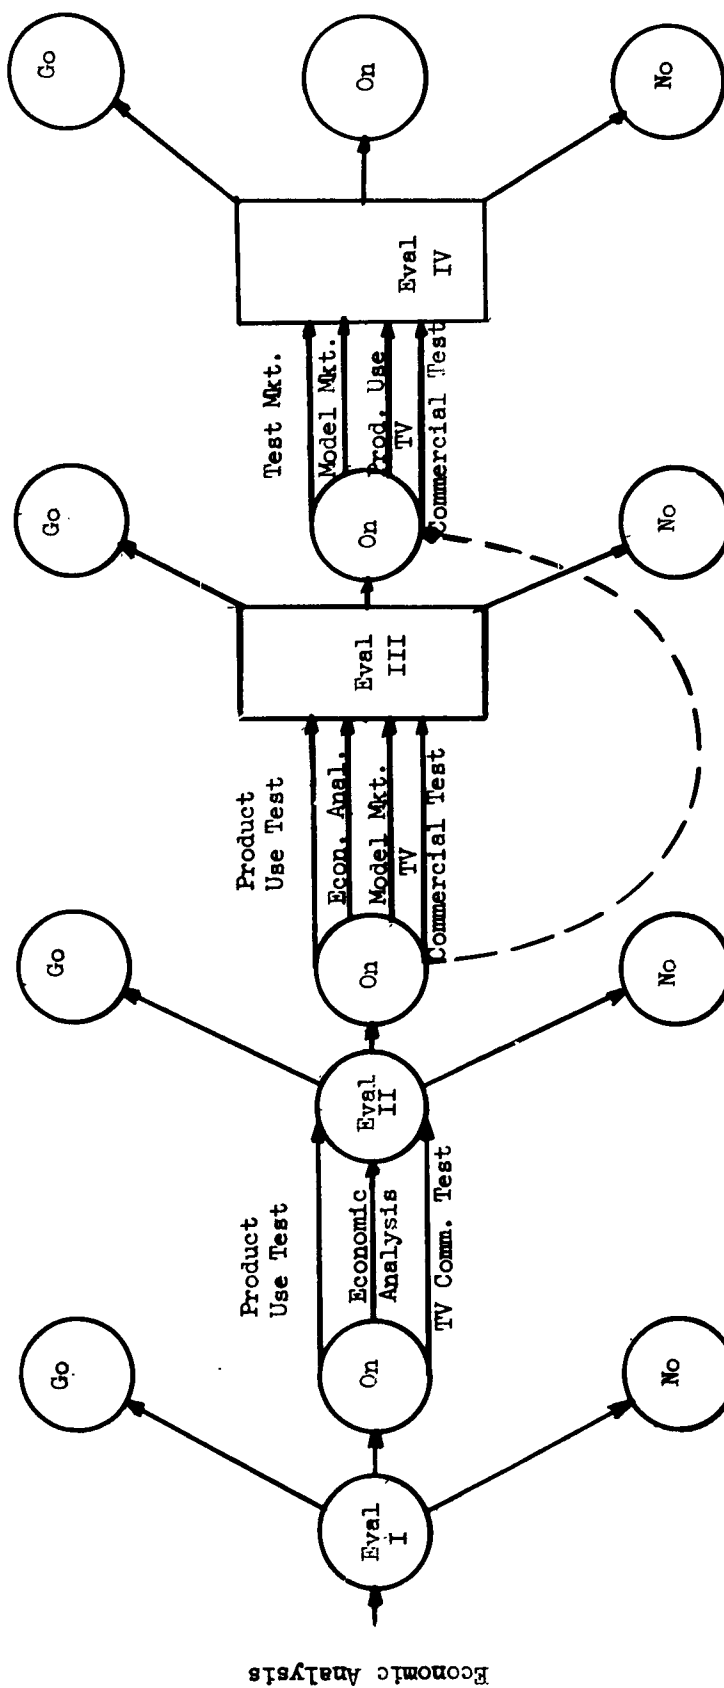 Economic Analysis
Eval
I
Go
On
No
Product
Use Test
Economic
Analysis
TV Comm. Test
Eval
II
Go
On
No
Product
Use Test
Econ. Anal.
Model Mkt.
TV
Commercial Test
Eval
III
Go
On
No
Test Mkt.
Model Mkt.
Prod. Use
TV
Commercial Test
Eval
IV
Go
On
No